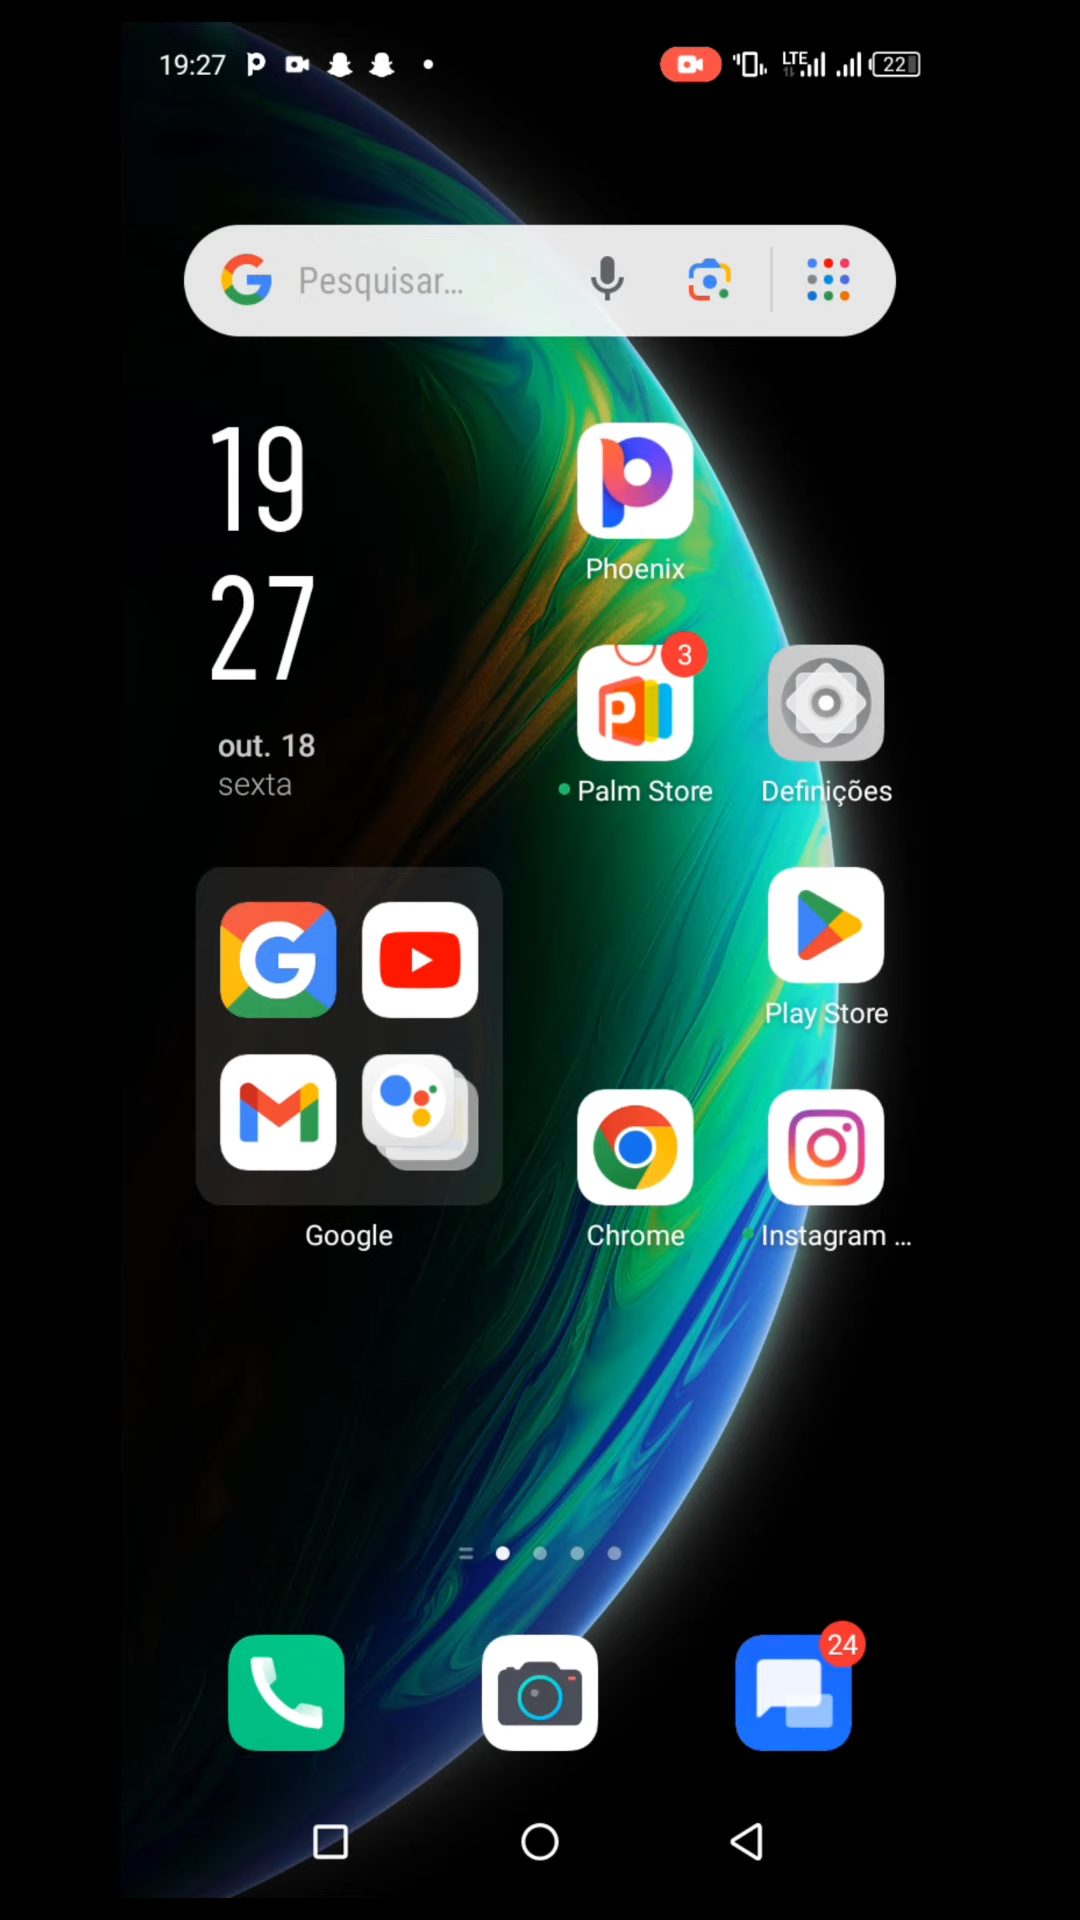 19:27
LTE
22
Pesquisar...
19
27
out. 18
sexta
Phoenix
3
Palm Store
Definições
Play Store
Google
Chrome
Instagram ...
24